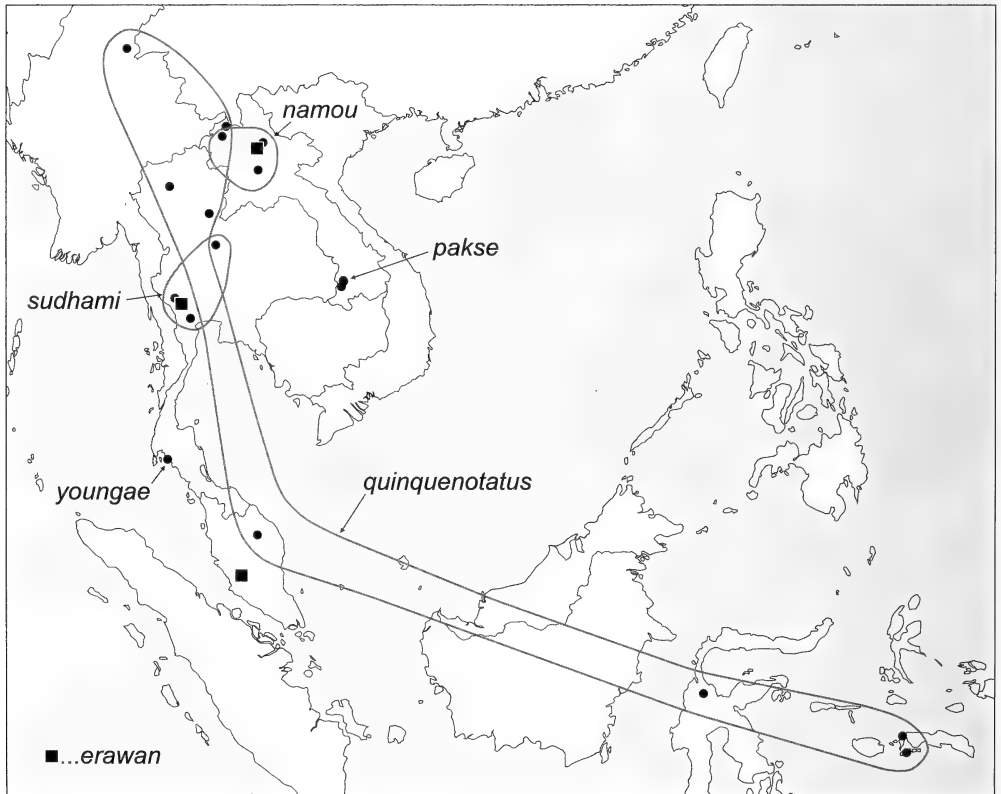 namou
pakse
sudhami
quinquenotatus
youngae
...erawan